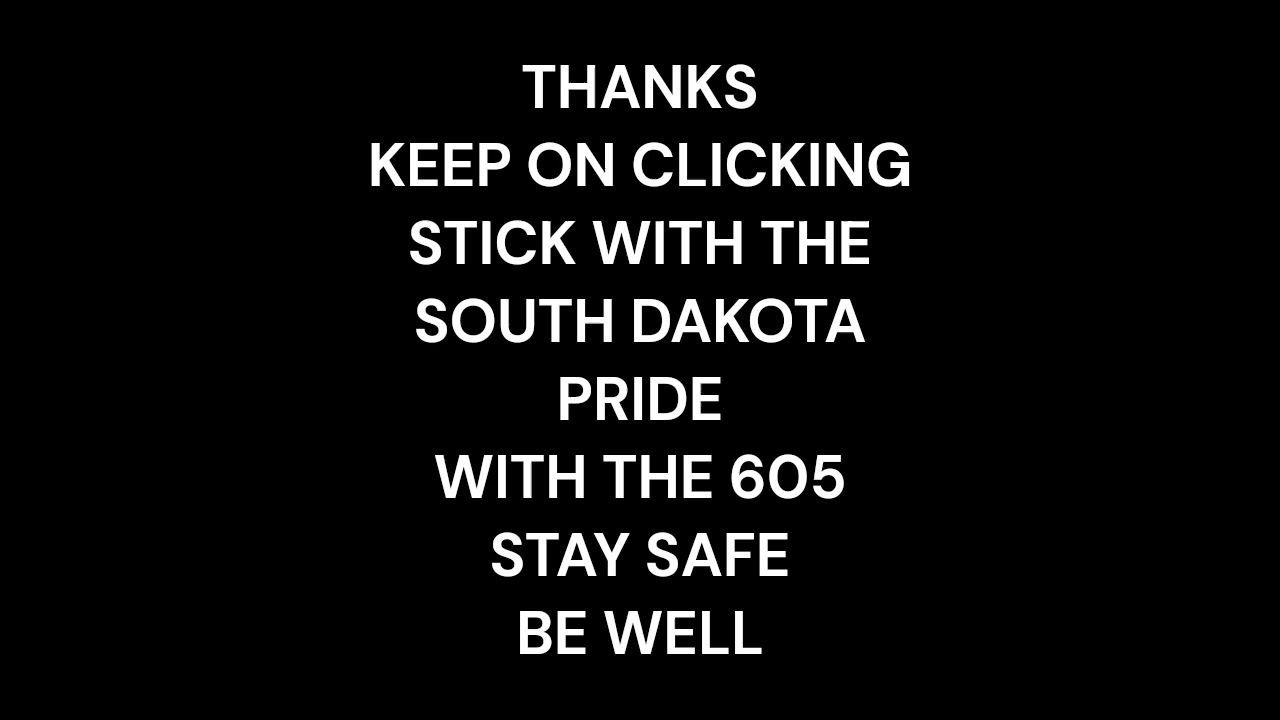 THANKS
KEEP ON CLICKING
STICK WITH THE
SOUTH DAKOTA
PRIDE
WITH THE 605
STAY SAFE
BE WELL